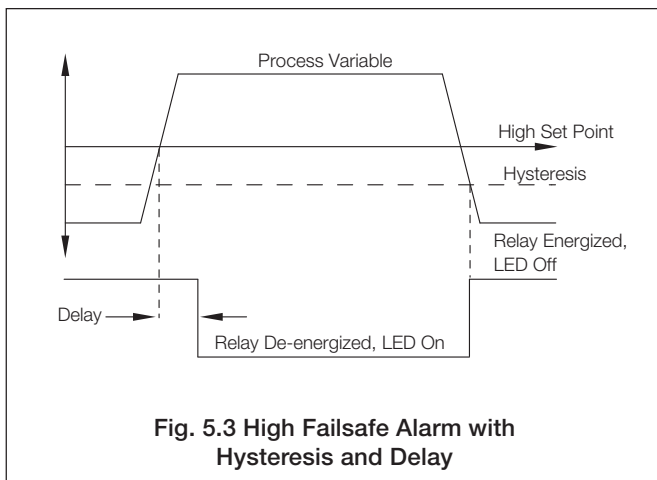 Process Variable
High Set Point
Hysteresis
Relay Energized,
LED Off
Delay
Relay De-energized, LED On
Fig. 5.3 High Failsafe Alarm with
Hysteresis and Delay